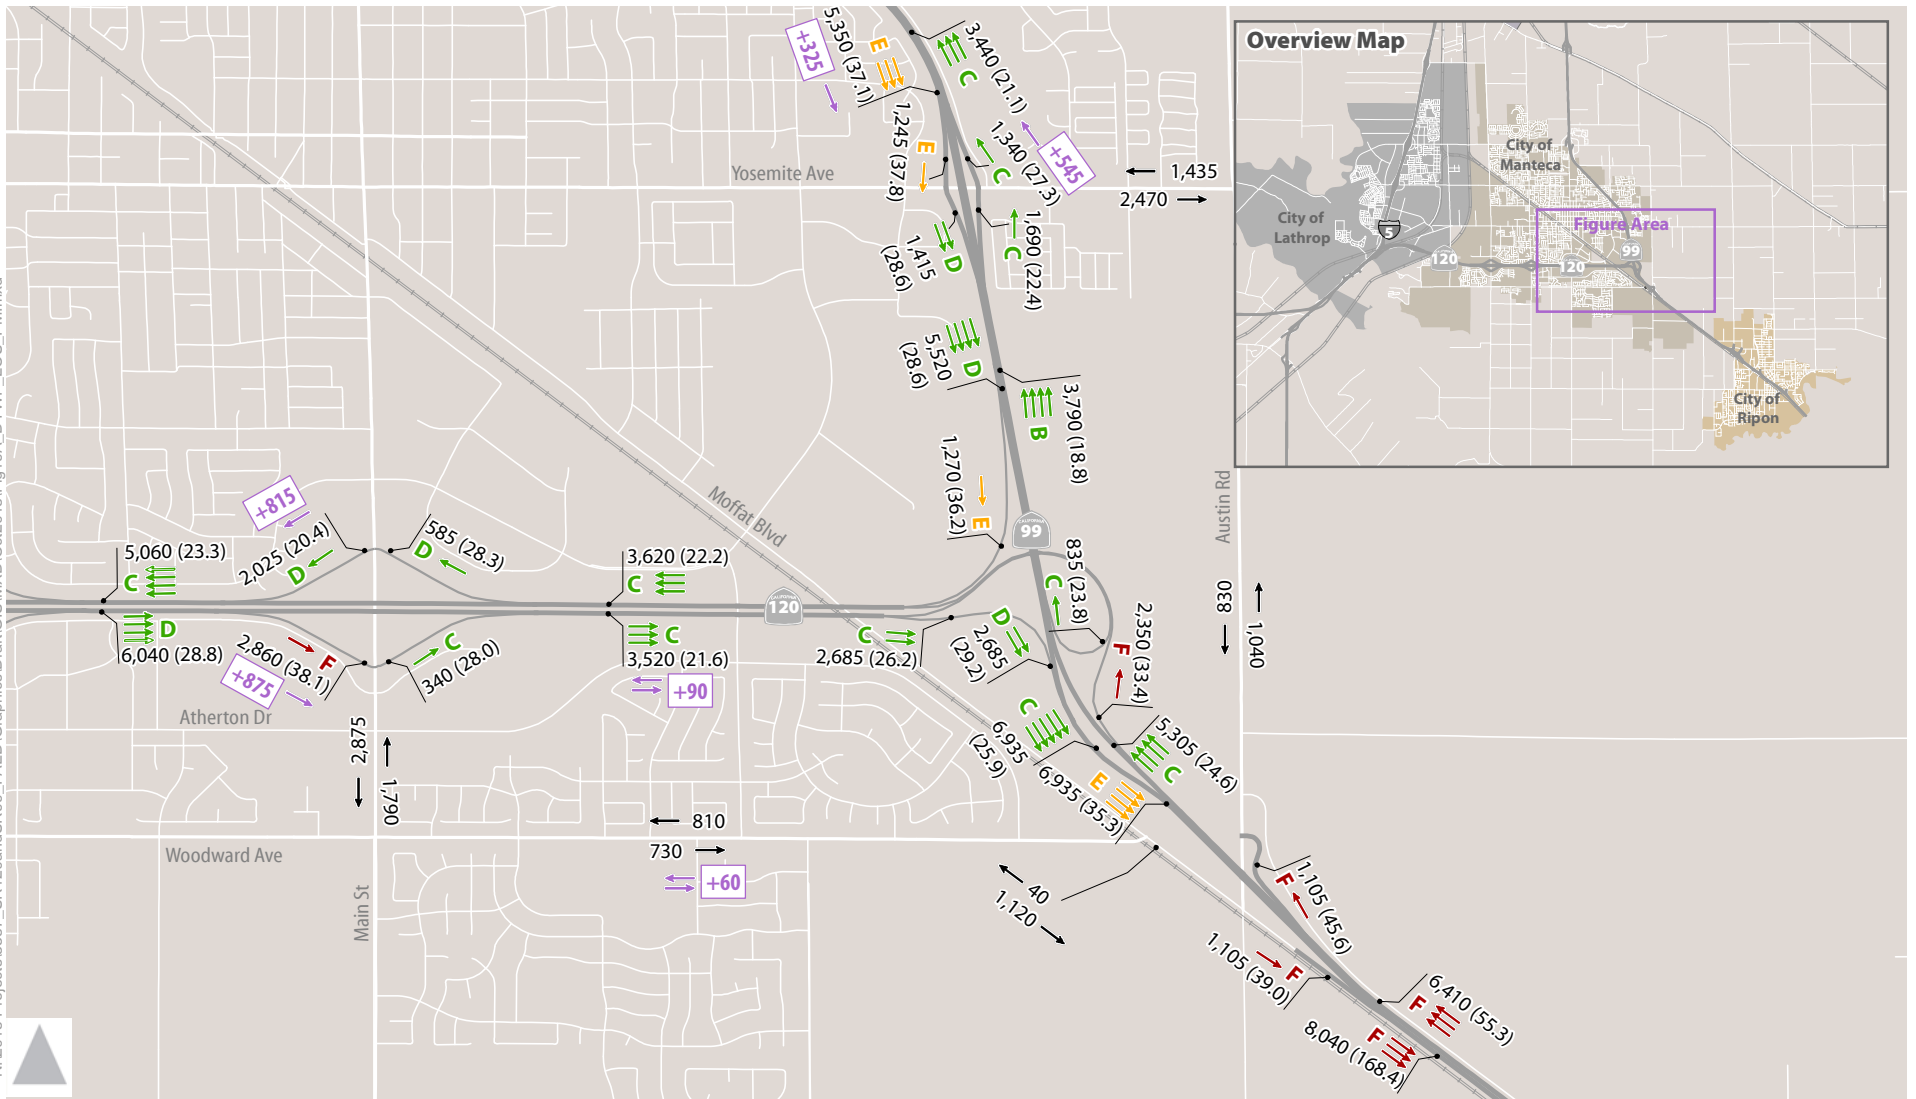 Overview Map
City of
Manteca
City of
Lathrop
Figure Area
5
120
120
99
City of
Ripon
5,350 (37.1)
E
+325
3,440 (21.1)
C
1,245 (37.8)
E
1,340 (27.3)
C
+545
Yosemite Ave
1,435
2,470
1,415
(28.6)
D
1,690 (22.4)
C
5,520
(28.6)
D
3,790 (18.8)
B
1,270 (36.2)
E
CALIFORNIA
99
Moffat Blvd
Austin Rd
+815
2,025 (20.4)
D
585 (28.3)
D
5,060 (23.3)
C
3,620 (22.2)
C
CALIFORNIA
120
835 (23.8)
C
830
1,040
D
6,040 (28.8)
2,860 (38.1)
F
+875
C
340 (28.0)
C
3,520 (21.6)
+90
C
2,685 (26.2)
D
2,685
(29.2)
2,350 (33.4)
F
Atherton Dr
2,875
1,790
C
6,935
(25.9)
5,305 (24.6)
C
E
6,935 (35.3)
810
730
+60
Woodward Ave
Main St
40
1,120
1,105 (45.6)
F
1,105 (39.0)
F
6,410 (55.3)
F
8,040 (168.4)
F